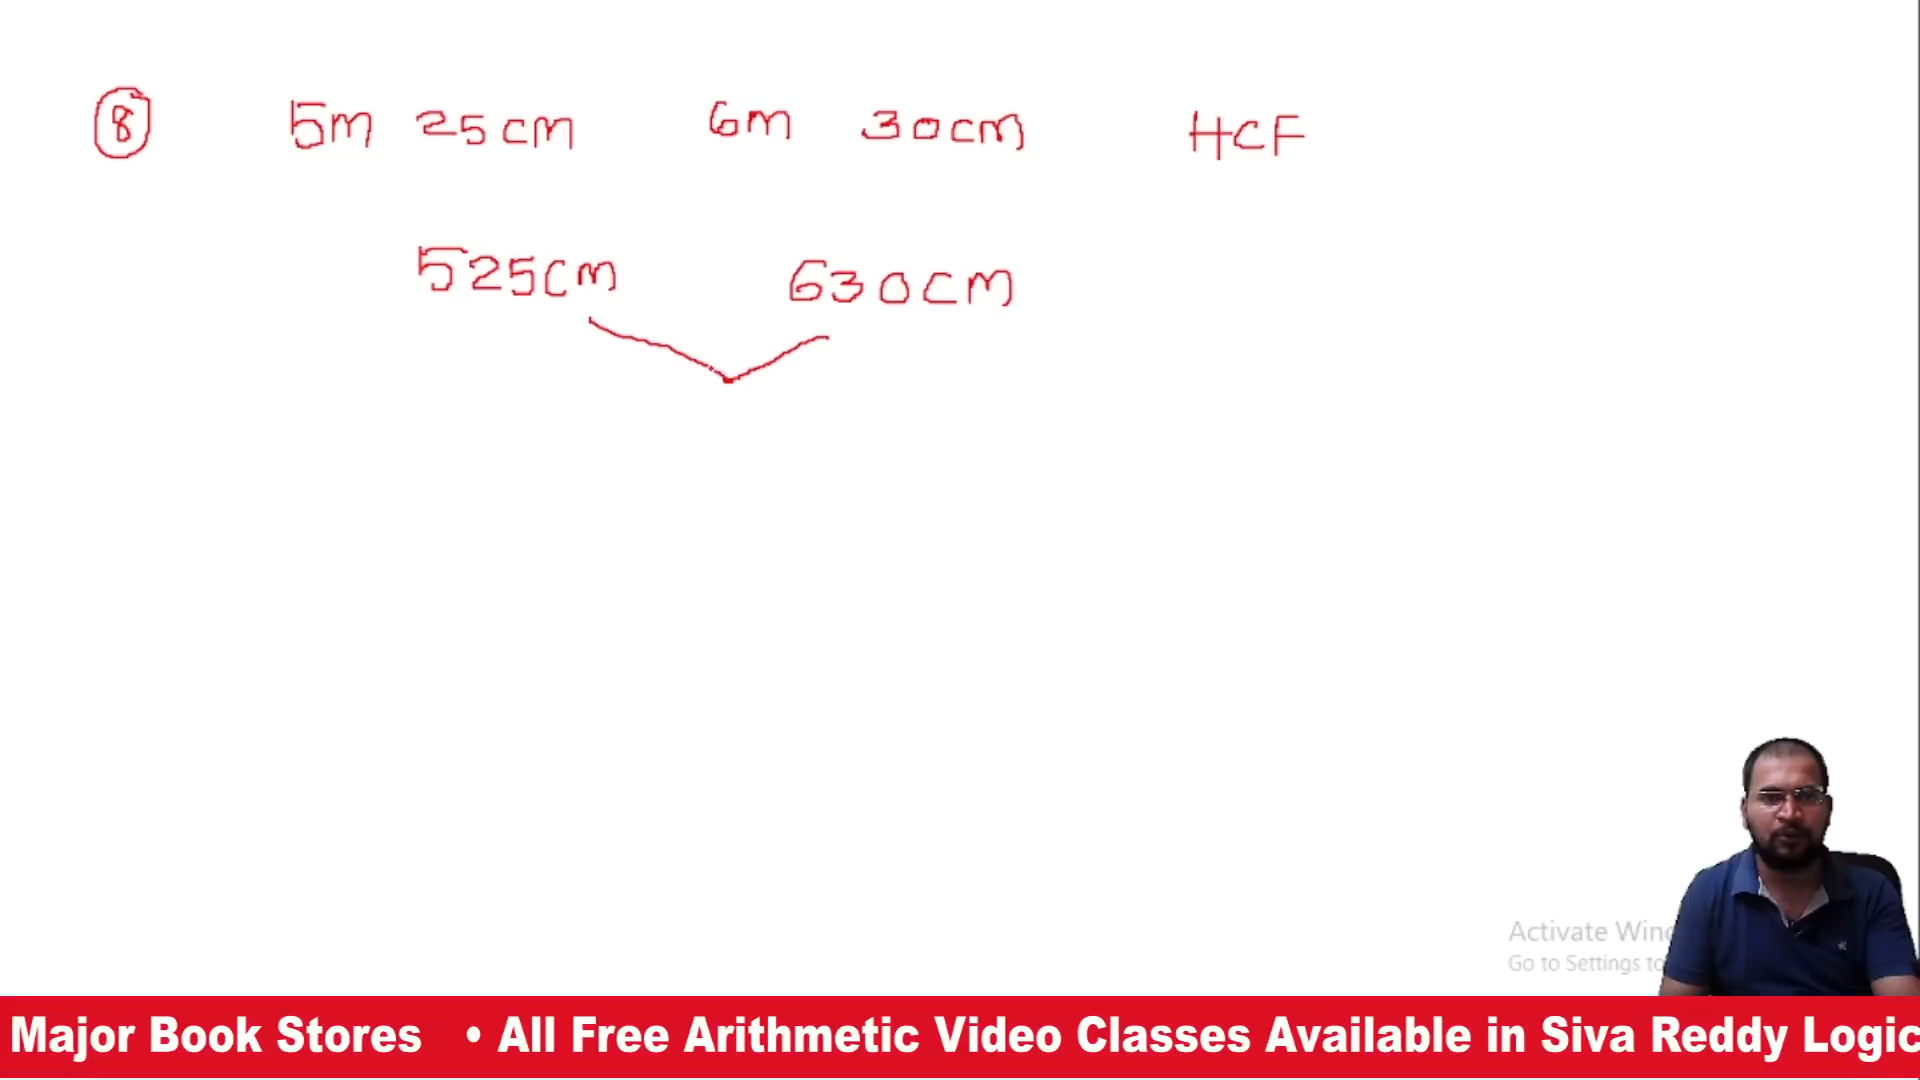 8 5m 25cm 6m 30cm HCF
525cm 630cm
Activate Win
Go to Settings to
Major Book Stores • All Free Arithmetic Video Classes Available in Siva Reddy Logic